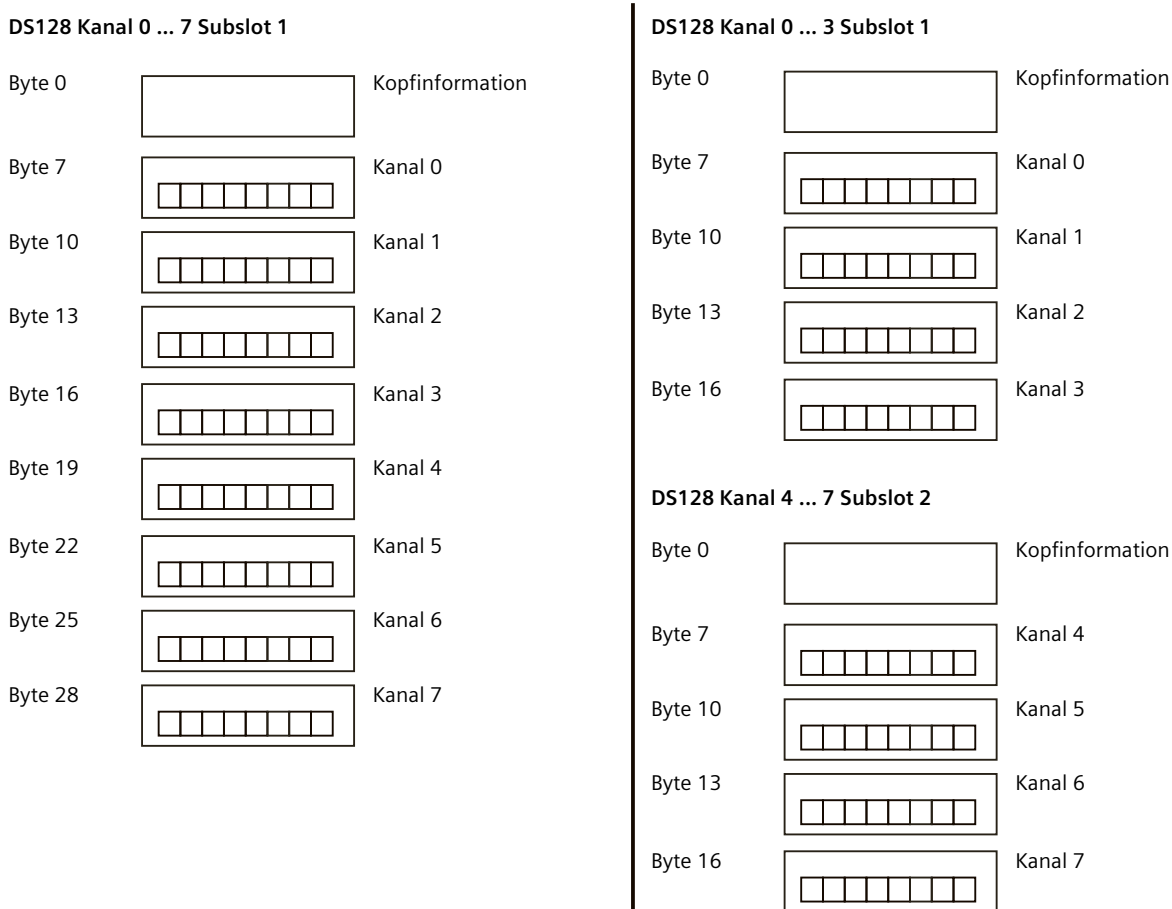 DS128 Kanal 0 ... 7 Subslot 1
Byte 0 Kopfinformation
Byte 7 Kanal 0
Byte 10 Kanal 1
Byte 13 Kanal 2
Byte 16 Kanal 3
Byte 19 Kanal 4
Byte 22 Kanal 5
Byte 25 Kanal 6
Byte 28 Kanal 7
DS128 Kanal 0 ... 3 Subslot 1
Byte 0 Kopfinformation
Byte 7 Kanal 0
Byte 10 Kanal 1
Byte 13 Kanal 2
Byte 16 Kanal 3
DS128 Kanal 4 ... 7 Subslot 2
Byte 0 Kopfinformation
Byte 7 Kanal 4
Byte 10 Kanal 5
Byte 13 Kanal 6
Byte 16 Kanal 7